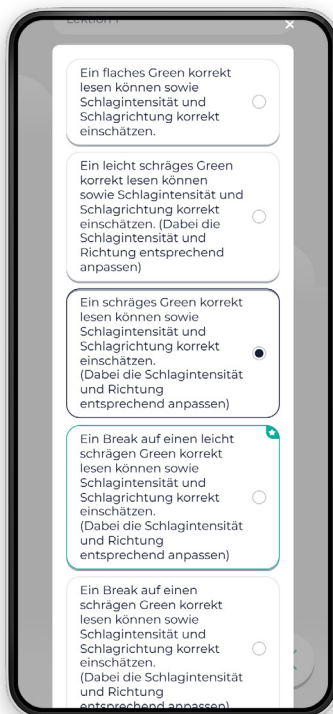 Lektion 1
Ein flaches Green korrekt
lesen können sowie
Schlagintensität und
Schlagrichtung korrekt
einschätzen.
Ein leicht schräges Green
korrekt lesen können
sowie Schlagintensität und
Schlagrichtung korrekt
einschätzen. (Dabei die
Schlagintensität und
Richtung entsprechend
anpassen)
Ein schräges Green korrekt
lesen können sowie
Schlagintensität und
Schlagrichtung korrekt
einschätzen.
(Dabei die Schlagintensität
und Richtung
entsprechend anpassen)
Ein Break auf einen leicht
schrägen Green korrekt
lesen können sowie
Schlagintensität und
Schlagrichtung korrekt
einschätzen.
(Dabei die Schlagintensität
und Richtung
entsprechend anpassen)
Ein Break auf einen
schrägen Green korrekt
lesen können sowie
Schlagintensität und
Schlagrichtung korrekt
einschätzen.
(Dabei die Schlagintensität
und Richtung
entsprechend anpassen)